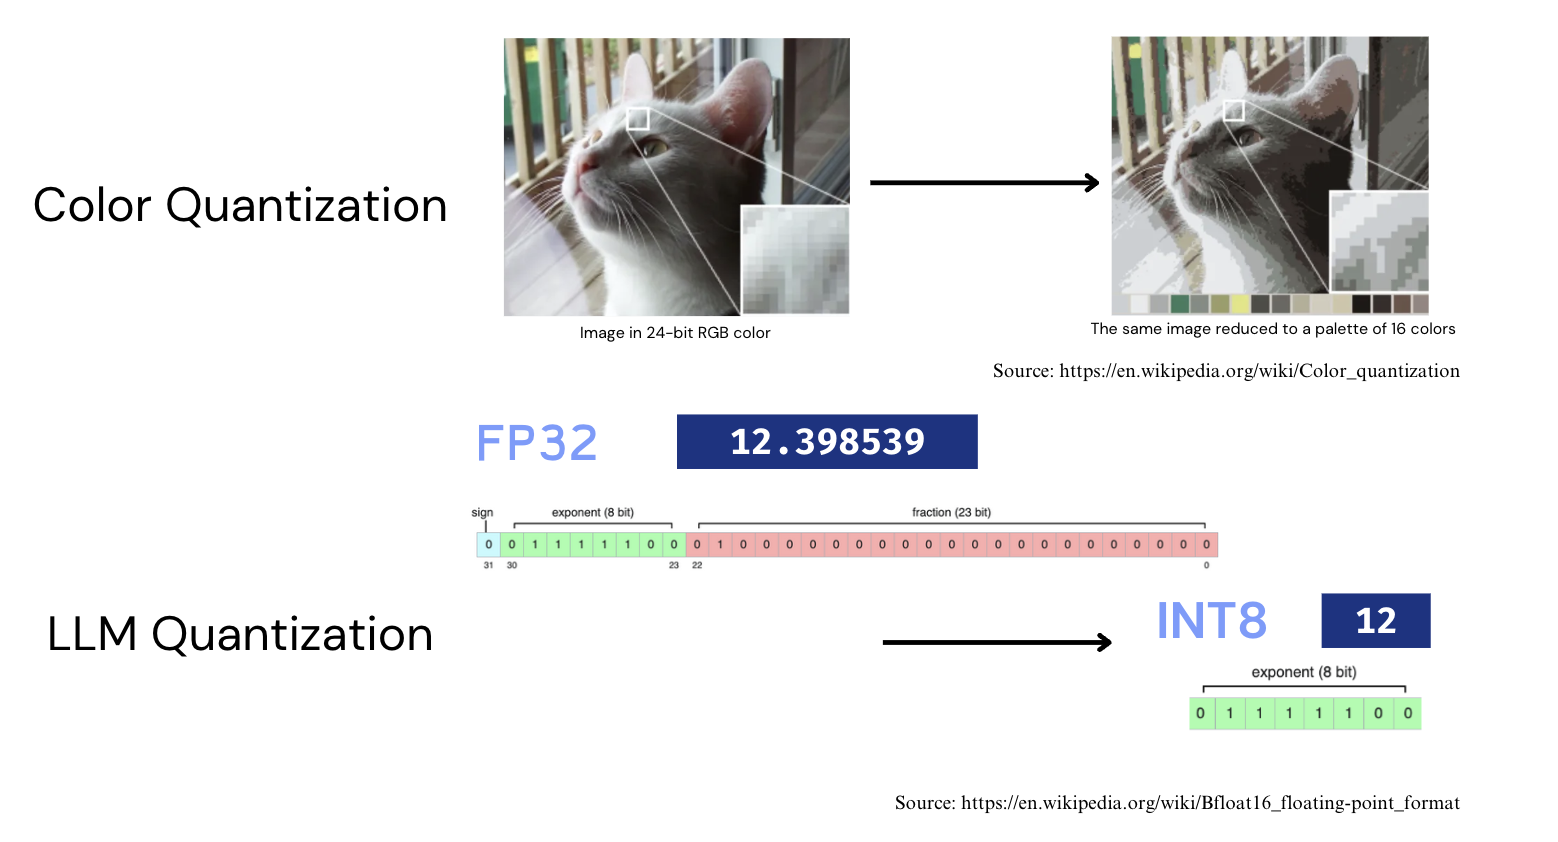 Color Quantization
Image in 24-bit RGB color
The same image reduced to a palette of 16 colors
Source: https://en.wikipedia.org/wiki/Color_quantization
FP32
12.398539
sign
exponent (8 bit)
fraction (23 bit)
0 0 1 1 1 1 1 0 0 0 1 0 0 0 0 0 0 0 0 0 0 0 0 0 0 0 0 0 0 0 0 0
31 30 23 22 0
LLM Quantization
INT8
12
exponent (8 bit)
0 1 1 1 1 1 0 0
Source: https://en.wikipedia.org/wiki/Bfloat16_floating-point_format